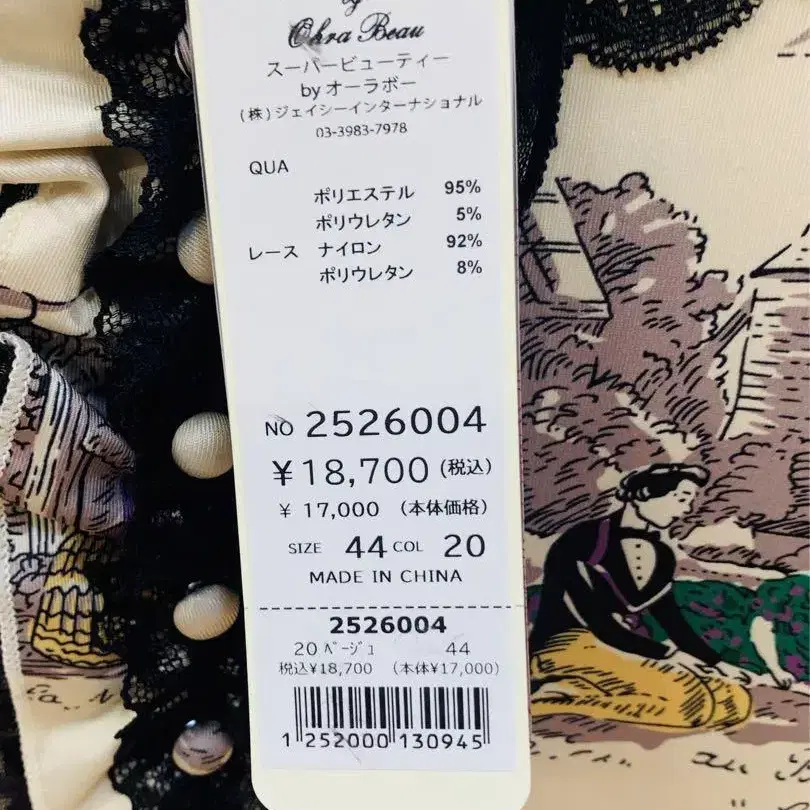 by
Ohra Beau
スーパービューティー
by オーラボー
(株)ジェイシーインターナショナル
03-3983-7978
QUA
ポリエステル 95%
ポリウレタン 5%
レース ナイロン 92%
ポリウレタン 8%
NO 2526004
¥18,700(税込)
¥ 17,000 (本体価格)
SIZE 44 COL 20
MADE IN CHINA
2526004
20 ﾍﾞｰｼﾞｭ 44
税込¥18,700 (本体¥17,000)
1 252000 130945